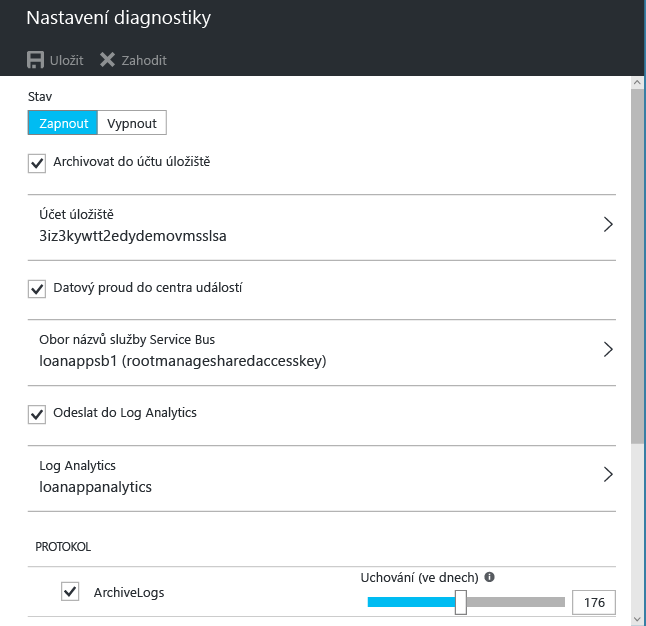 Nastavení diagnostiky
Uložit Zahodit
Stav
Zapnout Vypnout
Archivovat do účtu úložiště
Účet úložiště
3iz3kywtt2edydemovmsslsa
Datový proud do centra událostí
Obor názvů služby Service Bus
loanappsb1 (rootmanagesharedaccesskey)
Odeslat do Log Analytics
Log Analytics
loanappanalytics
PROTOKOL
Uchování (ve dnech)
ArchiveLogs 176